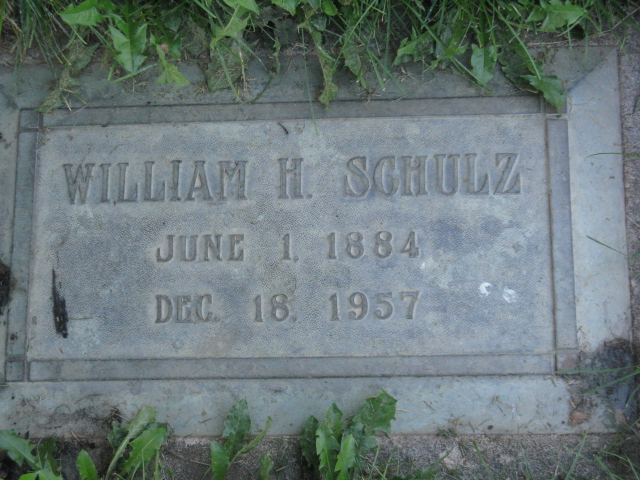 WILLIAM H. SCHULZ
JUNE 1, 1884
DEC. 18, 1957